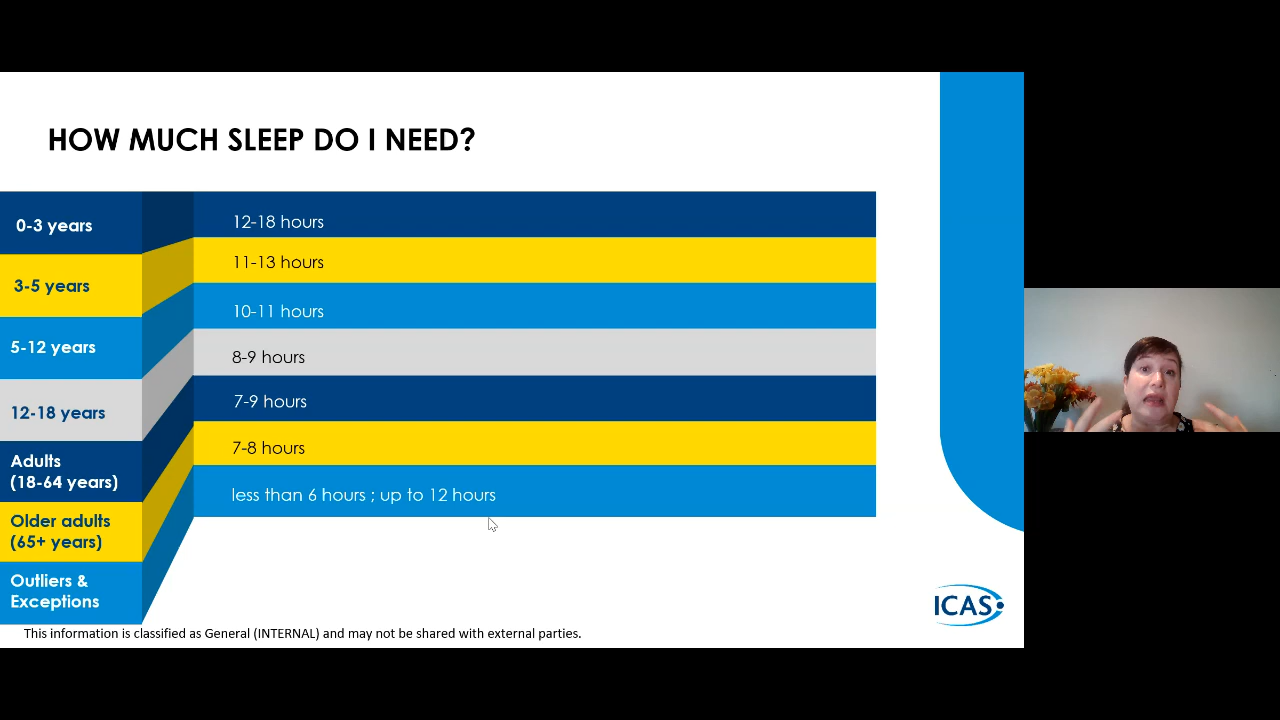 HOW MUCH SLEEP DO I NEED?
0-3 years
12-18 hours
3-5 years
11-13 hours
5-12 years
10-11 hours
12-18 years
8-9 hours
Adults
(18-64 years)
7-9 hours
Older adults
(65+ years)
7-8 hours
Outliers &
Exceptions
less than 6 hours ; up to 12 hours
ICAS
This information is classified as General (INTERNAL) and may not be shared with external parties.